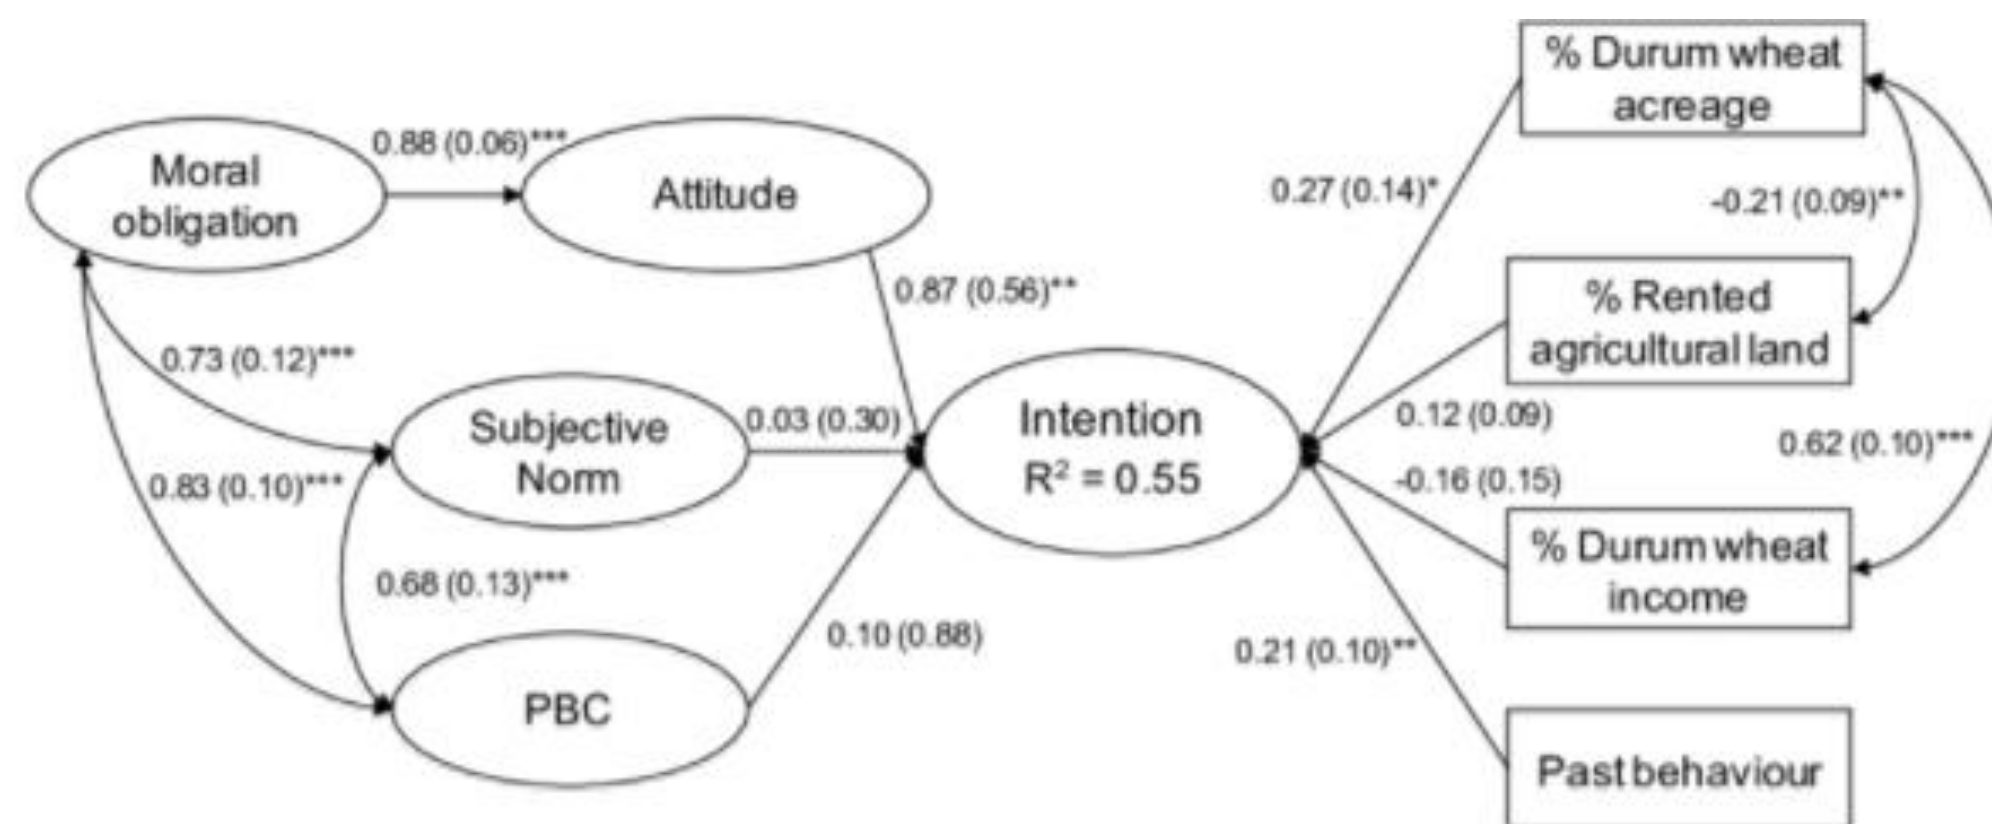 % Durum wheat
acreage
0.88 (0.06)***
Moral
obligation
Attitude
0.27 (0.14)*
-0.21 (0.09)**
0.87 (0.56)**
% Rented
agricultural land
0.73 (0.12)***
Subjective
Norm
0.03 (0.30)
Intention
R² = 0.55
0.12 (0.09)
0.62 (0.10)***
0.83 (0.10)***
-0.16 (0.15)
% Durum wheat
income
0.68 (0.13)***
0.10 (0.88)
0.21 (0.10)**
PBC
Past behaviour